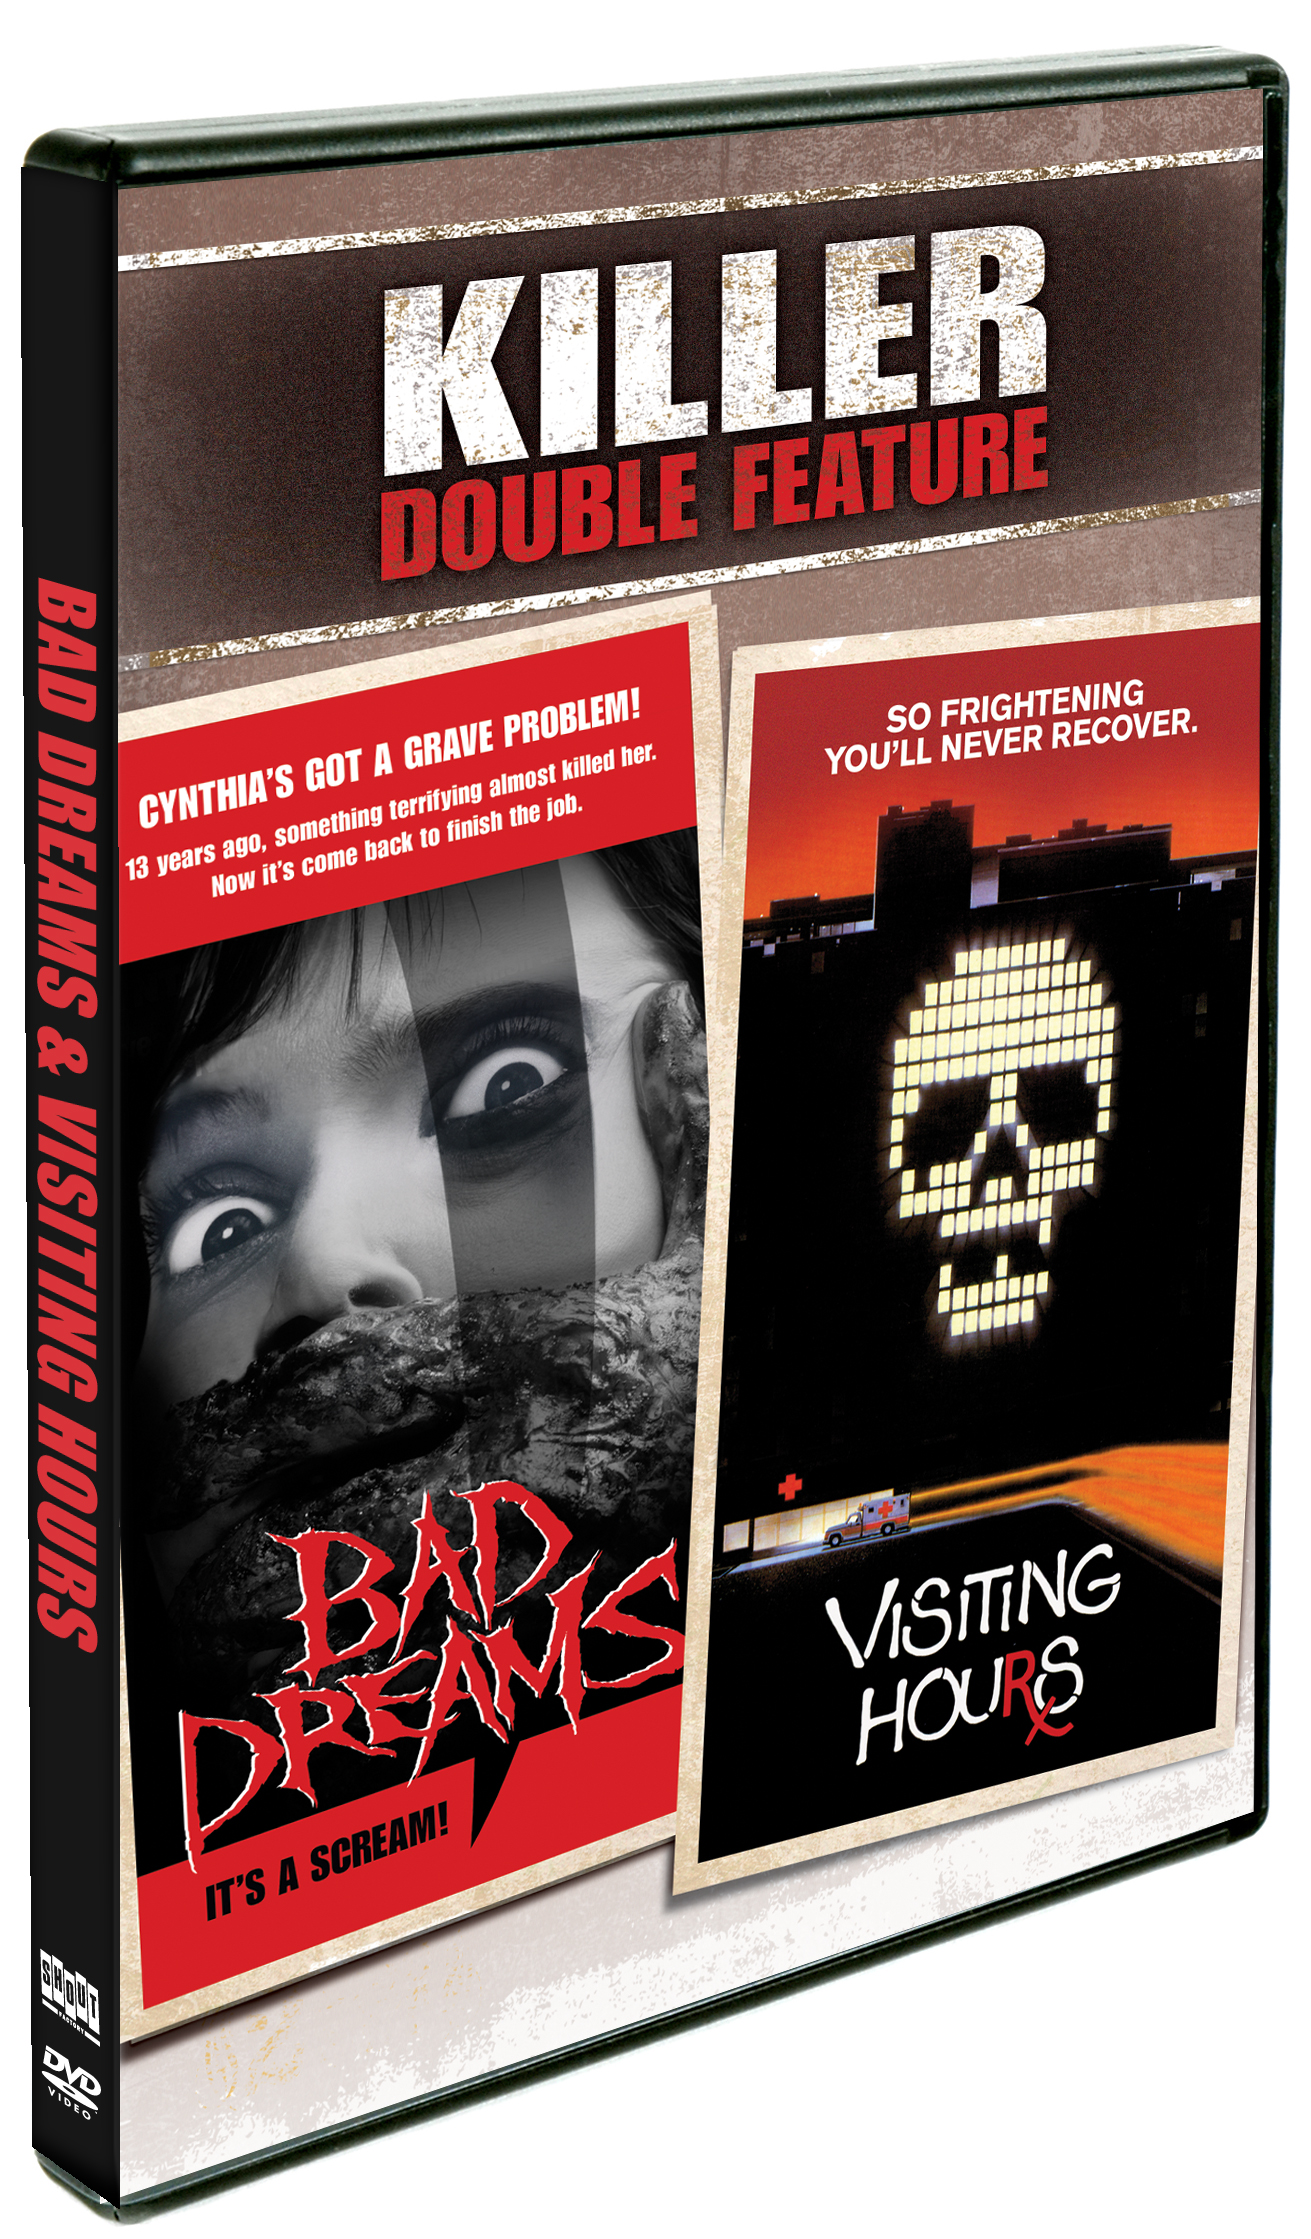 KILLER
DOUBLE FEATURE
CYNTHIA'S GOT A GRAVE PROBLEM!
13 years ago, something terrifying almost killed her.
Now it's come back to finish the job.
BAD
DREAMS
IT'S A SCREAM!
SO FRIGHTENING
YOU'LL NEVER RECOVER.
VISITING
HOURS
BAD DREAMS & VISITING HOURS
SHOUT
FACTORY
DVD
VIDEO